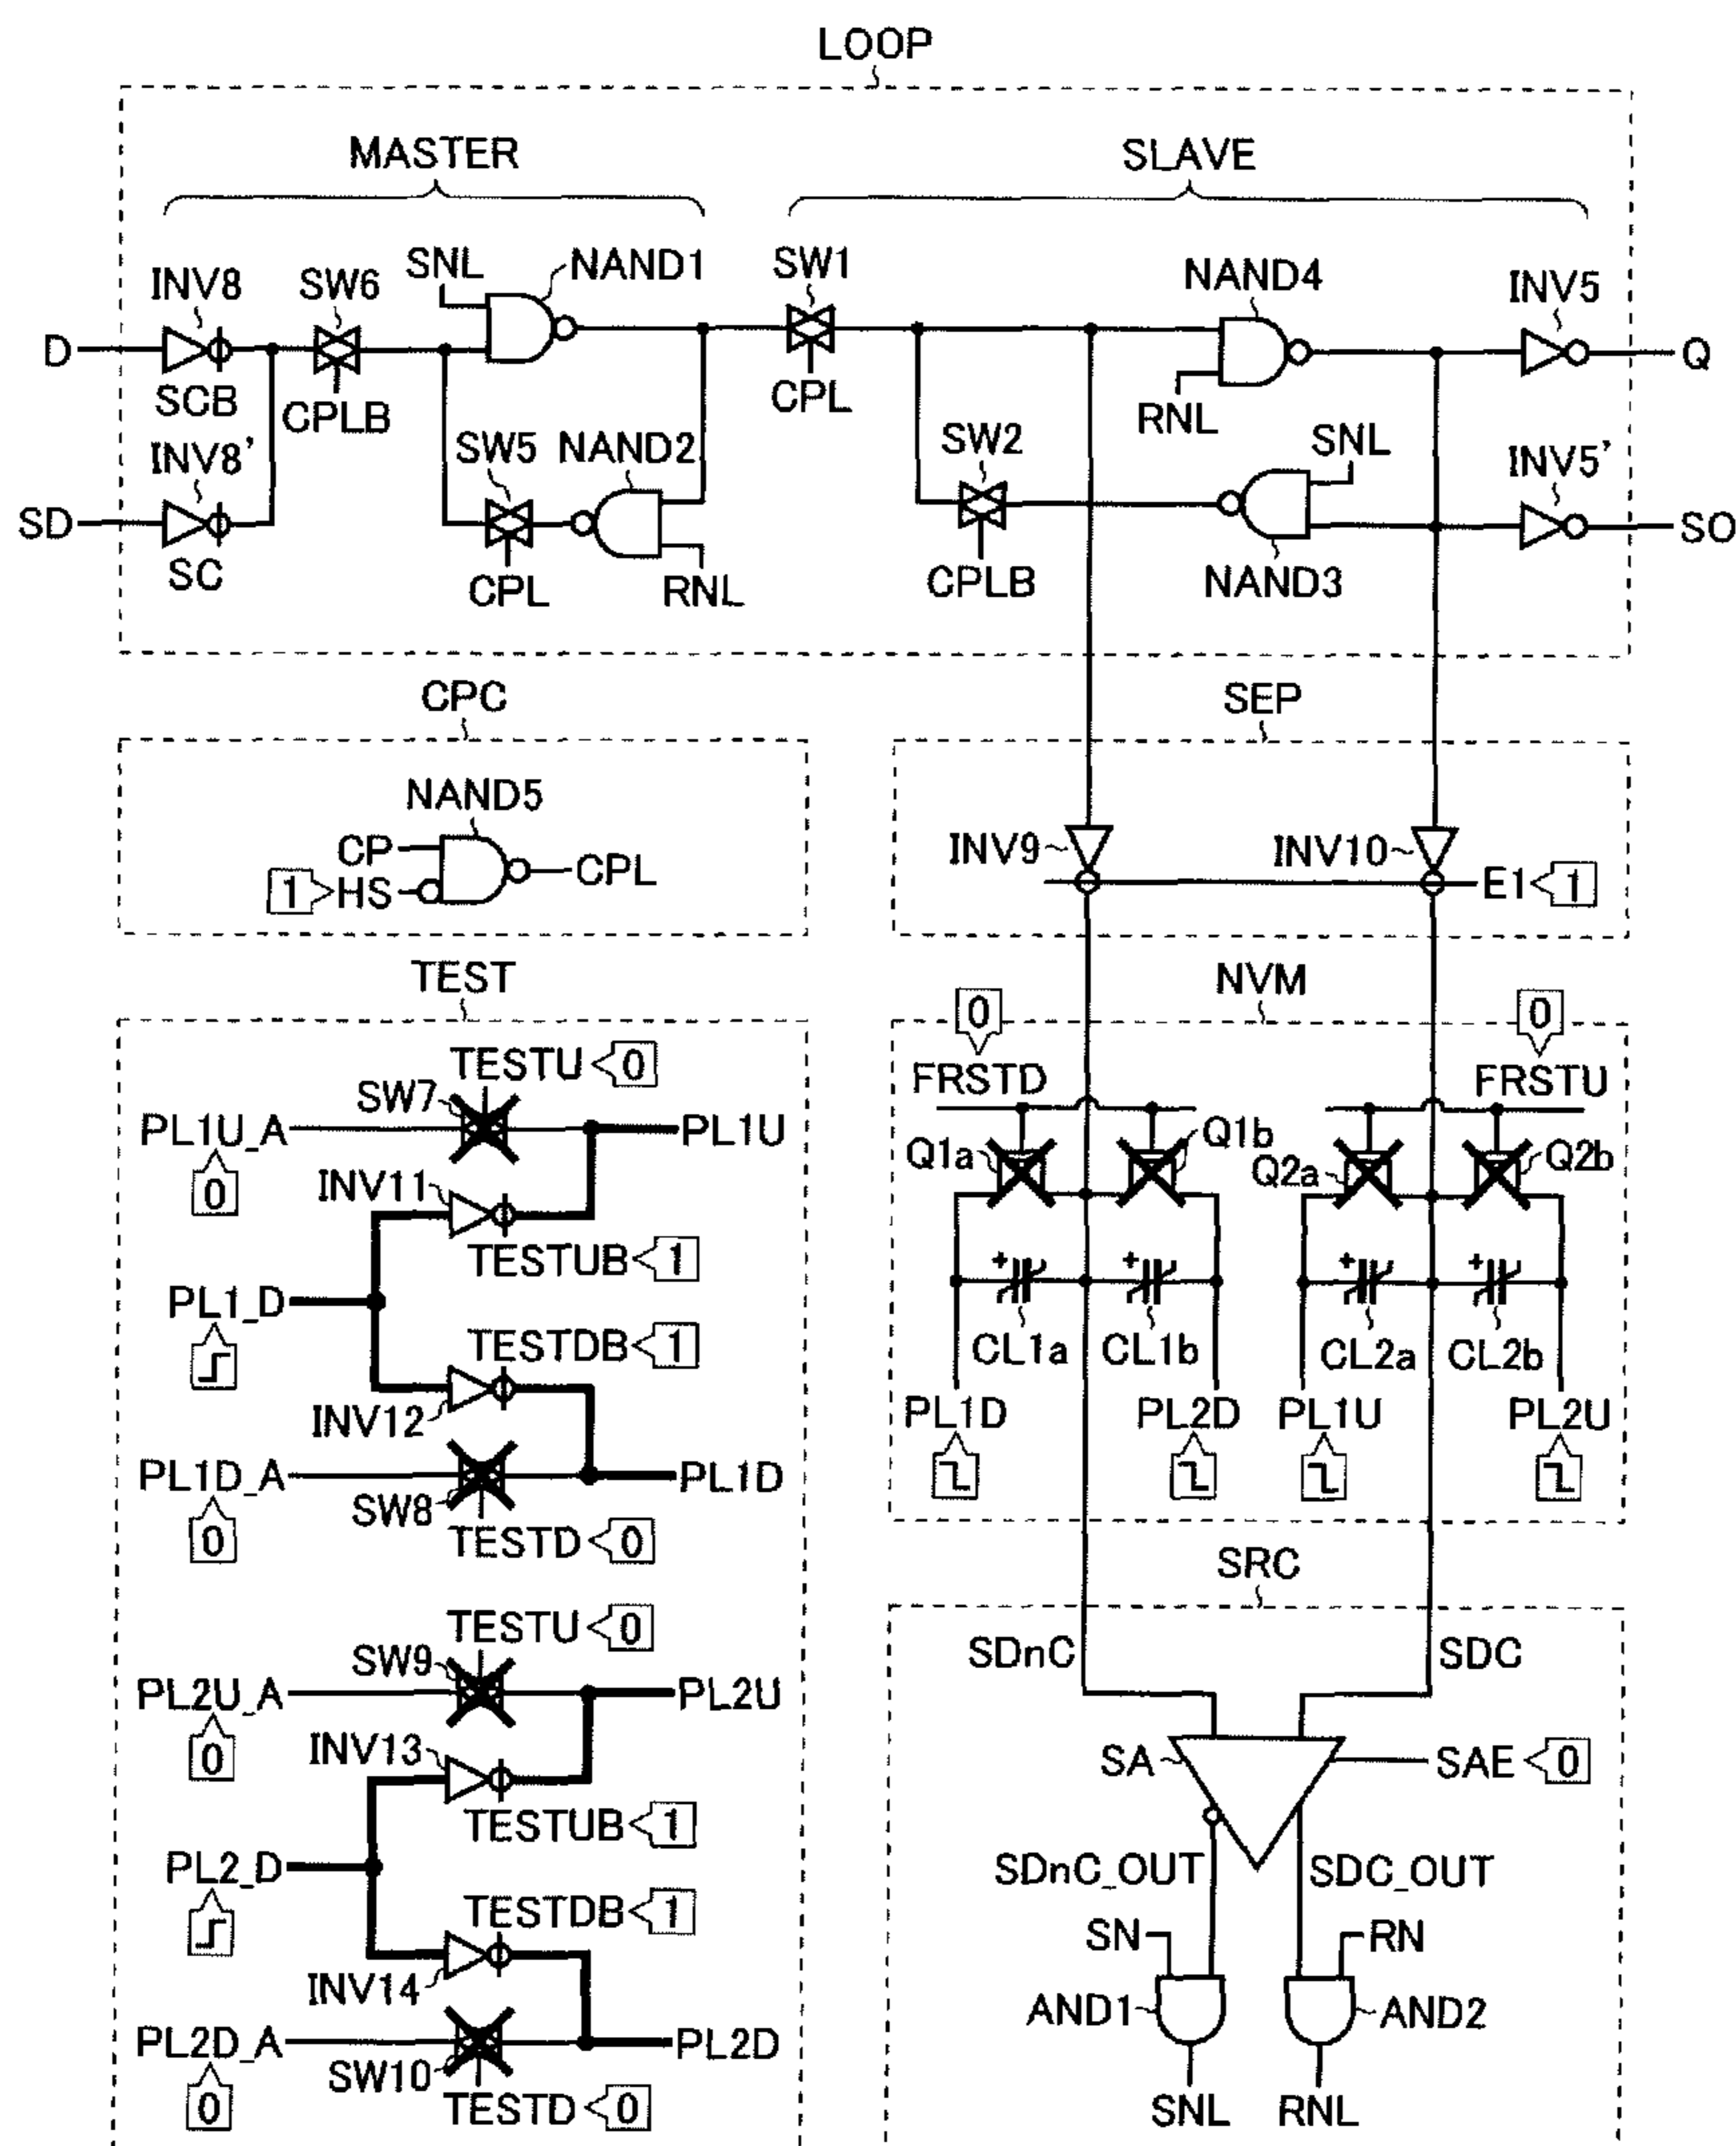 LOOP
MASTER
SLAVE
INV8
SW6
SNL
NAND1
SW1
NAND4
INV5
D
Q
SCB
CPLB
CPL
RNL
INV8'
SW5
NAND2
SW2
SNL
INV5'
SD
SO
SC
CPL
RNL
CPLB
NAND3
CPC
SEP
NAND5
CP
CPL
1
HS
INV9
INV10
E1
1
TEST
NVM
0
0
TESTU
0
FRSTD
FRSTU
SW7
PL1U_A
PL1U
Q1a
Q1b
Q2a
Q2b
0
INV11
TESTUB
1
+
+
+
+
PL1_D
TESTDB
1
CL1a
CL1b
CL2a
CL2b
INV12
PL1D
PL2D
PL1U
PL2U
PL1D_A
PL1D
SW8
0
TESTD
0
SRC
TESTU
0
SDnC
SDC
SW9
PL2U_A
PL2U
0
INV13
SA
SAE
0
TESTUB
1
PL2_D
SDnC_OUT
SDC_OUT
TESTDB
1
SN
RN
INV14
AND1
AND2
PL2D_A
PL2D
SW10
0
TESTD
0
SNL
RNL